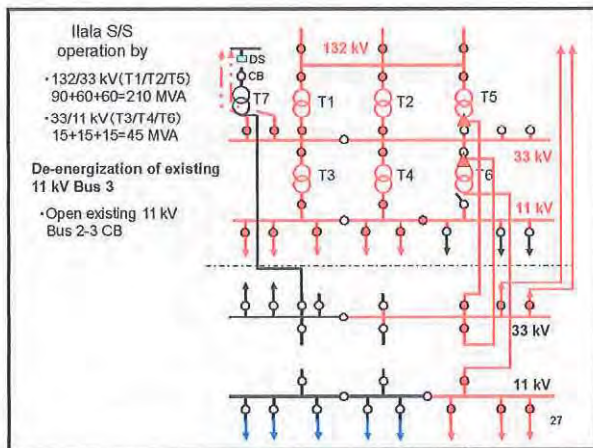 Ilala S/S
operation by
•132/33 kV(T1/T2/T5)
90+60+60=210 MVA
•33/11 kV (T3/T4/T6)
15+15+15=45 MVA
De-energization of existing
11 kV Bus 3
•Open existing 11 kV
Bus 2-3 CB
DS
CB
T7
132 kV
T1
T2
T5
33 kV
T3
T4
T6
11 kV
33 kV
11 kV
27